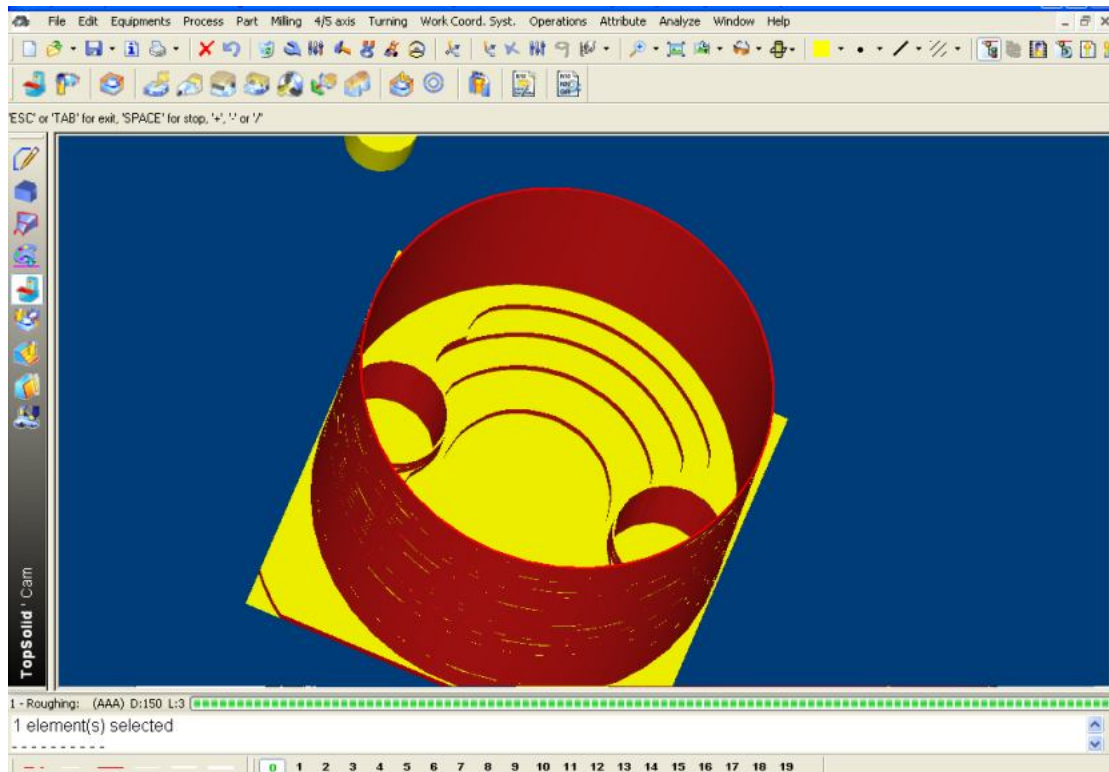 File Edit Equipments Process Part Milling 4/5 axis Turning Work Coord. Syst. Operations Attribute Analyze Window Help
'ESC' or 'TAB' for exit, 'SPACE' for stop, '+', '-' or '/'
TopSolid'Cam
1 - Roughing: (AAA) D:150 L:3
1 element(s) selected
----------
0 1 2 3 4 5 6 7 8 9 10 11 12 13 14 15 16 17 18 19